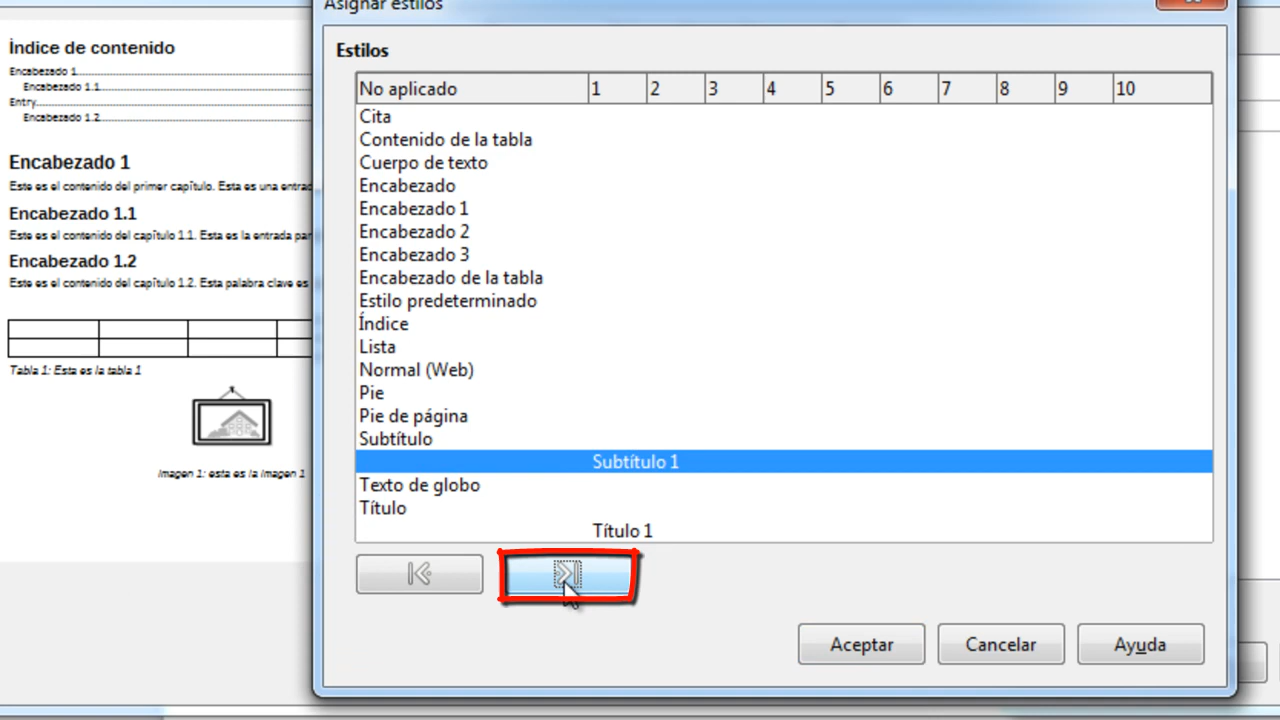 Asignar estilos
Índice de contenido
Encabezado 1
Encabezado 1.1
Entry
Encabezado 1.2
Encabezado 1
Este es el contenido del primer capítulo. Esta es una
Encabezado 1.1
Este es el contenido del capítulo 1.1. Esta es la entrada
Encabezado 1.2
Este es el contenido del capítulo 1.2. Esta palabra clave es
Tabla 1: Esta es la tabla 1
Imagen 1: esta es la imagen 1
Estilos
No aplicado 1 2 3 4 5 6 7 8 9 10
Cita
Contenido de la tabla
Cuerpo de texto
Encabezado
Encabezado 1
Encabezado 2
Encabezado 3
Encabezado de la tabla
Estilo predeterminado
Índice
Lista
Normal (Web)
Pie
Pie de página
Subtítulo
Subtítulo 1
Texto de globo
Título
Título 1
Aceptar Cancelar Ayuda